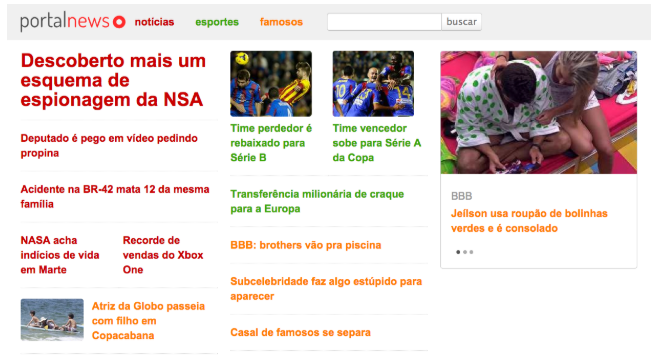 portalnews notícias esportes famosos buscar
Descoberto mais um
esquema de
espionagem da NSA
Deputado é pego em vídeo pedindo
propina
Acidente na BR-42 mata 12 da mesma
família
NASA acha
indícios de vida
em Marte
Recorde de
vendas do Xbox
One
Atriz da Globo passeia
com filho em
Copacabana
Time perdedor é
rebaixado para
Série B
Time vencedor
sobe para Série A
da Copa
Transferência milionária de craque
para a Europa
BBB: brothers vão pra piscina
Subcelebridade faz algo estúpido para
aparecer
Casal de famosos se separa
BBB
Jeilson usa roupão de bolinhas
verdes e é consolado